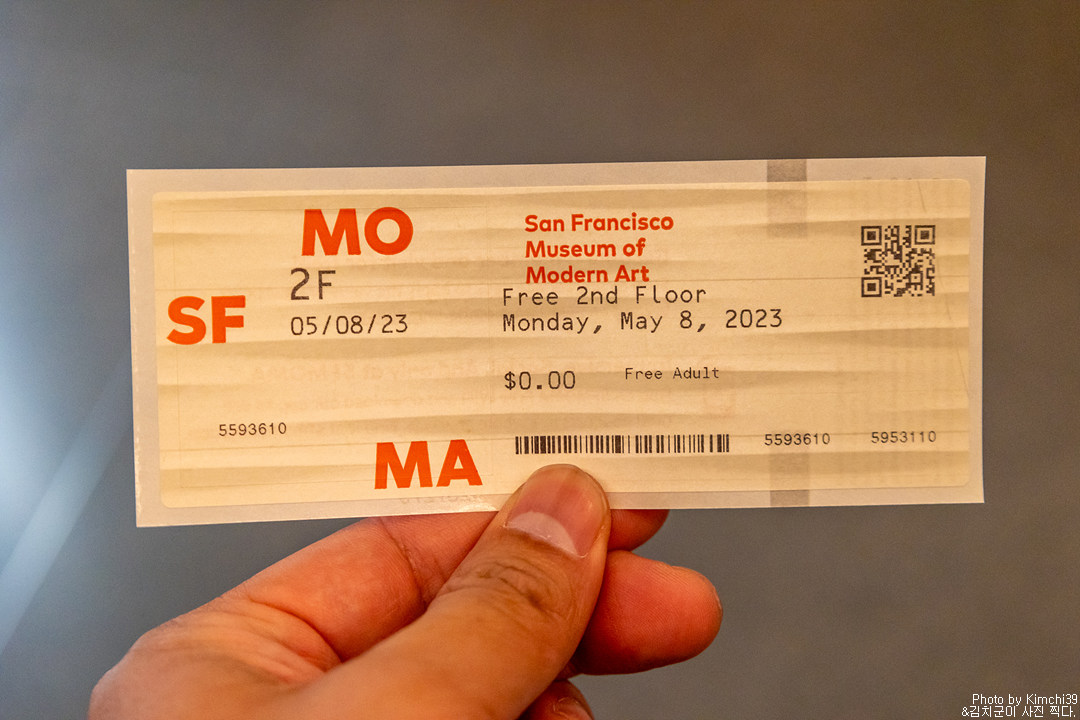 MO
2F
SF
05/08/23
San Francisco
Museum of
Modern Art
Free 2nd Floor
Monday, May 8, 2023
$0.00 Free Adult
5593610
MA
5593610 5953110
Photo by Kimchi39
&김치군이 사진 찍다.